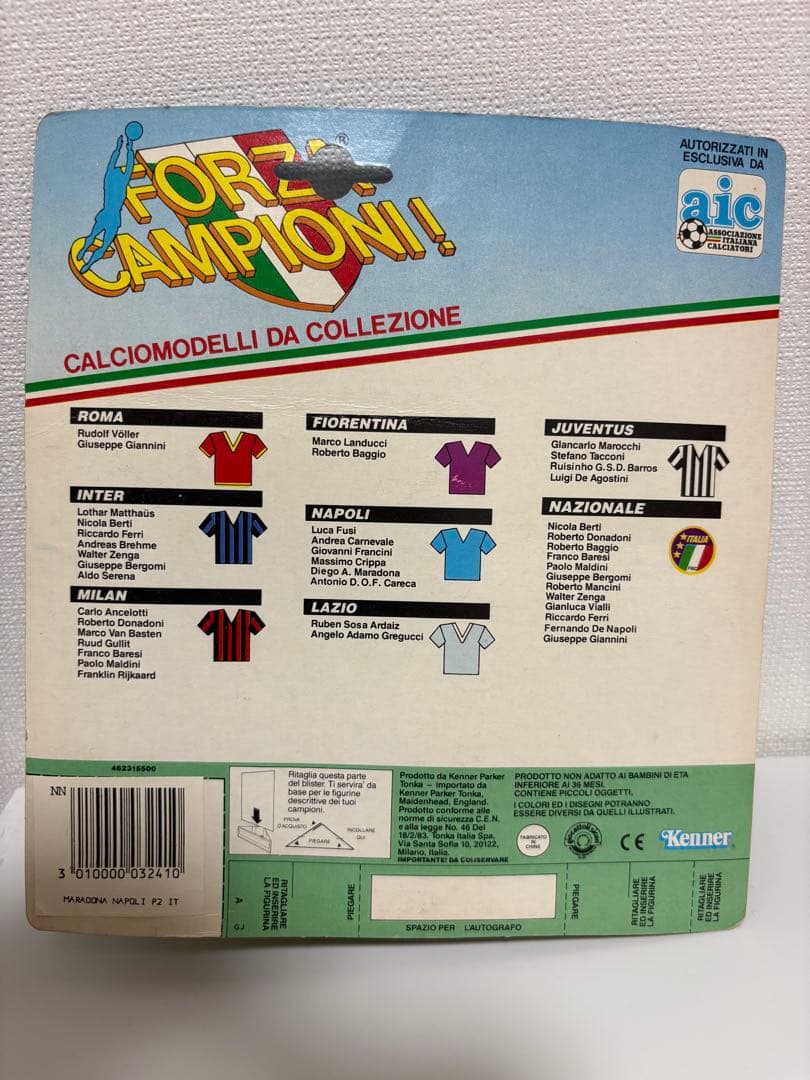 FORZA
CAMPIONI!
®
CALCIOMODELLI DA COLLEZIONE
AUTORIZZATI IN
ESCLUSIVA DA
aic
ASSOCIAZIONE
ITALIANA
CALCIATORI
ROMA
Rudolf Völler
Giuseppe Giannini
INTER
Lothar Matthaüs
Nicola Berti
Riccardo Ferri
Andreas Brehme
Walter Zenga
Giuseppe Bergomi
Aldo Serena
MILAN
Carlo Ancelotti
Roberto Donadoni
Marco Van Basten
Ruud Gullit
Franco Baresi
Paolo Maldini
Franklin Rijkaard
FIORENTINA
Marco Landucci
Roberto Baggio
NAPOLI
Luca Fusi
Andrea Carnevale
Giovanni Francini
Massimo Crippa
Diego A. Maradona
Antonio D.O.F. Careca
LAZIO
Ruben Sosa Ardaiz
Angelo Adamo Gregucci
JUVENTUS
Giancarlo Marocchi
Stefano Tacconi
Ruisinho G.S.D. Barros
Luigi De Agostini
NAZIONALE
Nicola Berti
Roberto Donadoni
Roberto Baggio
Franco Baresi
Paolo Maldini
Giuseppe Bergomi
Roberto Mancini
Walter Zenga
Gianluca Vialli
Riccardo Ferri
Fernando De Napoli
Giuseppe Giannini
ITALIA
462315500
NN
3 010000 032410
MARADONA NAPOLI P2 IT
Ritaglia questa parte
del blister. Ti servira' da
base per le figurine
descrittive dei tuoi
campioni.
PROVA
D'ACQUISTO
PIEGARE
INCOLLARE
QUI
Prodotto da Kenner Parker
Tonka – importato da
Kenner Parker Tonka,
Maidenhead, England.
Prodotto conforme alle
norme di sicurezza C.E.N.
e alla legge No. 46 Del
18/2/83. Tonka Italia Spa,
Via Santa Sofia 10, 20122,
Milano, Italia.
IMPORTANTE! DA CONSERVARE
PRODOTTO NON ADATTO AI BAMBINI DI ETA
INFERIORE AI 36 MESI.
CONTIENE PICCOLI OGGETTI.
I COLORI ED I DISEGNI POTRANNO
ESSERE DIVERSI DA QUELLI ILLUSTRATI.
FABRICATO
IN
CHINE
CE
Kenner
A
GJ
RITAGLIARE
ED INSERIRE
LA FIGURINA
PIEGARE
SPAZIO PER L'AUTOGRAFO
PIEGARE
RITAGLIARE
ED INSERIRE
LA FIGURINA
RITAGLIARE
ED INSERIRE
LA FIGURINA